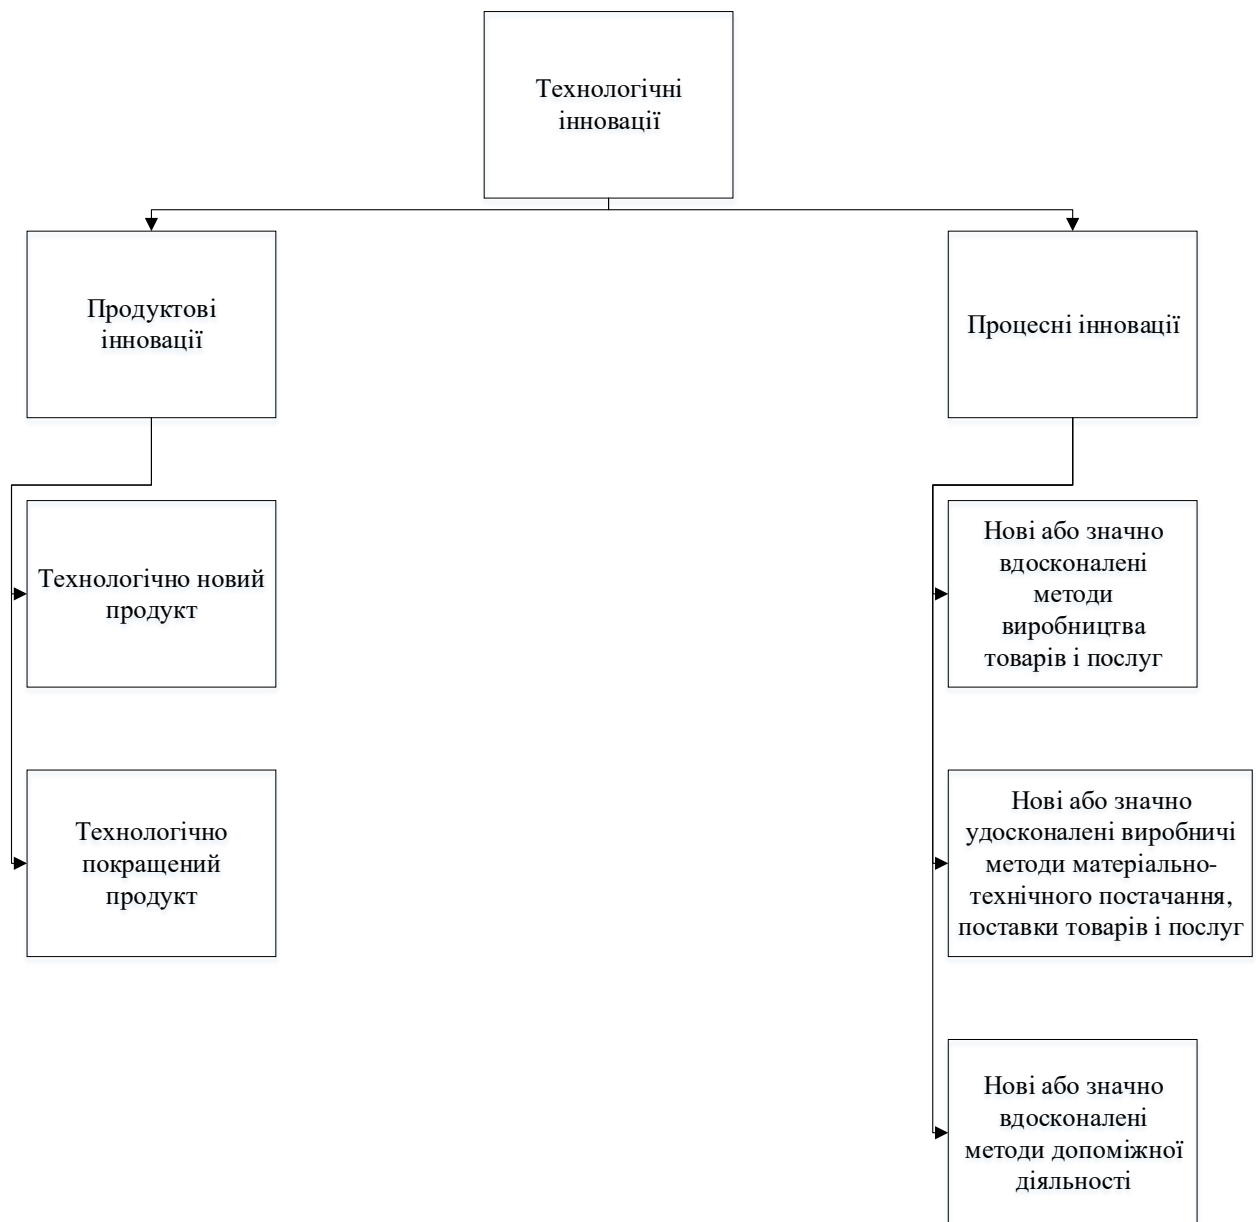 Технологічні
інновації
Продуктові
інновації
Процесні інновації
Технологічно новий
продукт
Нові або значно
вдосконалені
методи
виробництва
товарів і послуг
Технологічно
покращений
продукт
Нові або значно
удосконалені виробничі
методи матеріально-
технічного постачання,
поставки товарів і послуг
Нові або значно
вдосконалені
методи допоміжної
діяльності